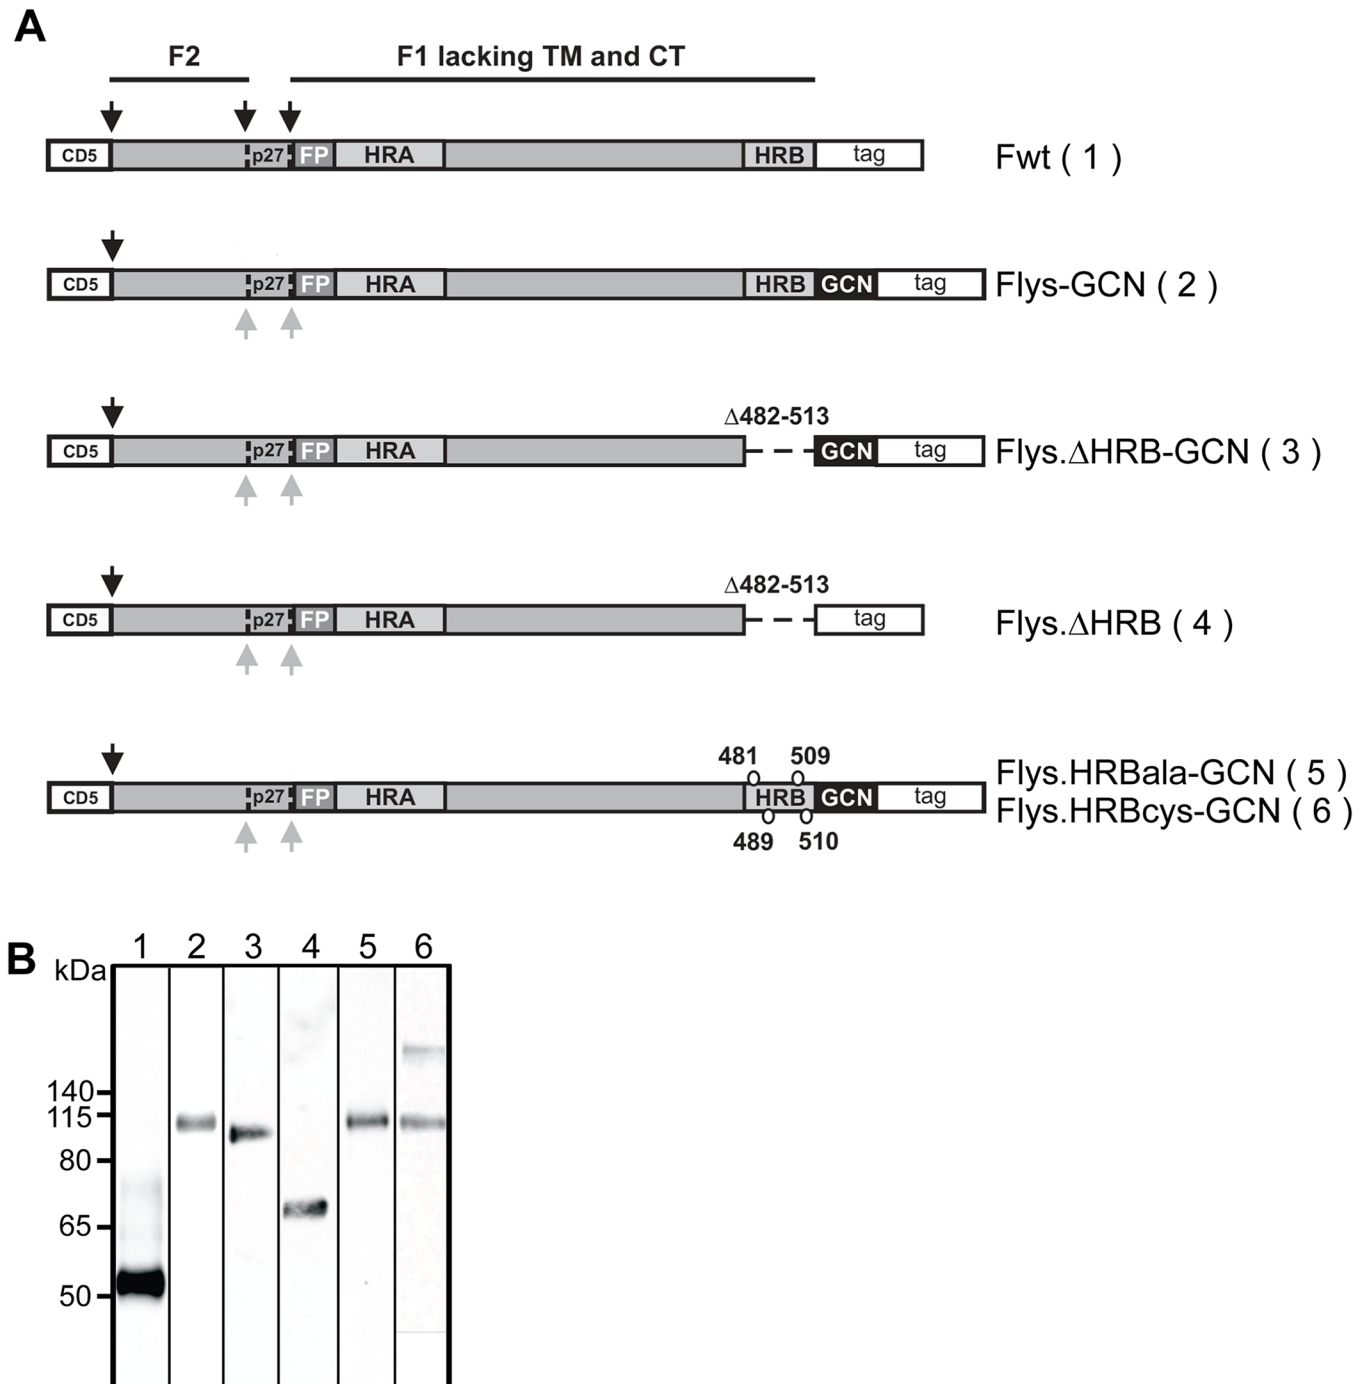 A
F2 F1 lacking TM and CT
CD5 p27 FP HRA HRB tag Fwt ( 1 )
CD5 p27 FP HRA HRB GCN tag Flys-GCN ( 2 )
Δ482-513
CD5 p27 FP HRA GCN tag Flys.ΔHRB-GCN ( 3 )
Δ482-513
CD5 p27 FP HRA tag Flys.ΔHRB ( 4 )
481 509
Flys.HRBala-GCN ( 5 )
CD5 p27 FP HRA HRB GCN tag
Flys.HRBcys-GCN ( 6 )
489 510
B
1 2 3 4 5 6
kDa
140
115
80
65
50